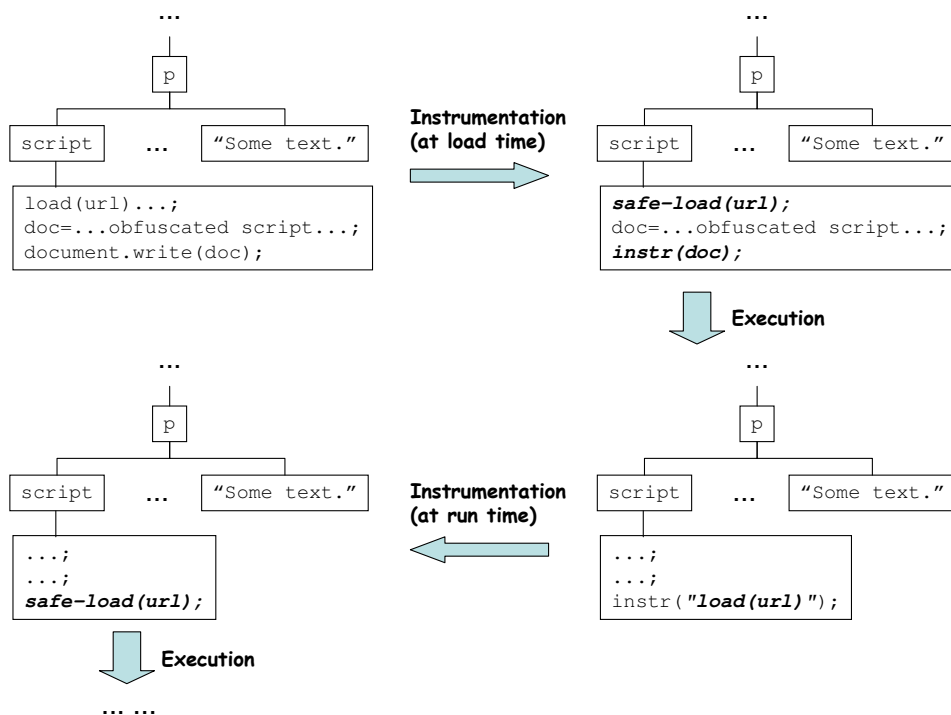 ...
p
script
...
“Some text.”
load(url)...;
doc=...obfuscated script...;
document.write(doc);
Instrumentation
(at load time)
...
p
script
...
“Some text.”
safe-load(url);
doc=...obfuscated script...;
instr(doc);
Execution
...
p
script
...
“Some text.”
...;
...;
instr("load(url)");
Instrumentation
(at run time)
...
p
script
...
“Some text.”
...;
...;
safe-load(url);
Execution
... ...